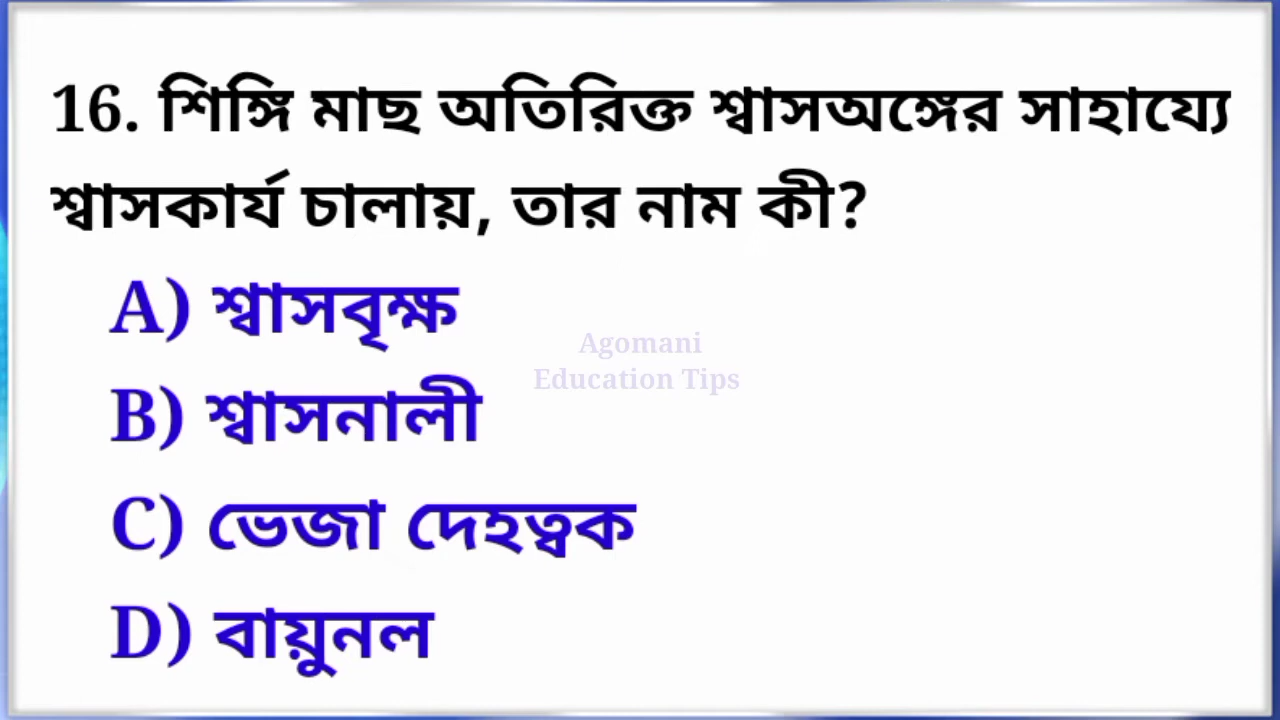 16. শিঙ্গি মাছ অতিরিক্ত শ্বাসঅঙ্গের সাহায্যে
শ্বাসকার্য চালায়, তার নাম কী?
A) শ্বাসবৃক্ষ
Agomani
Education Tips
B) শ্বাসনালী
C) ভেজা দেহত্বক
D) বায়ুনল